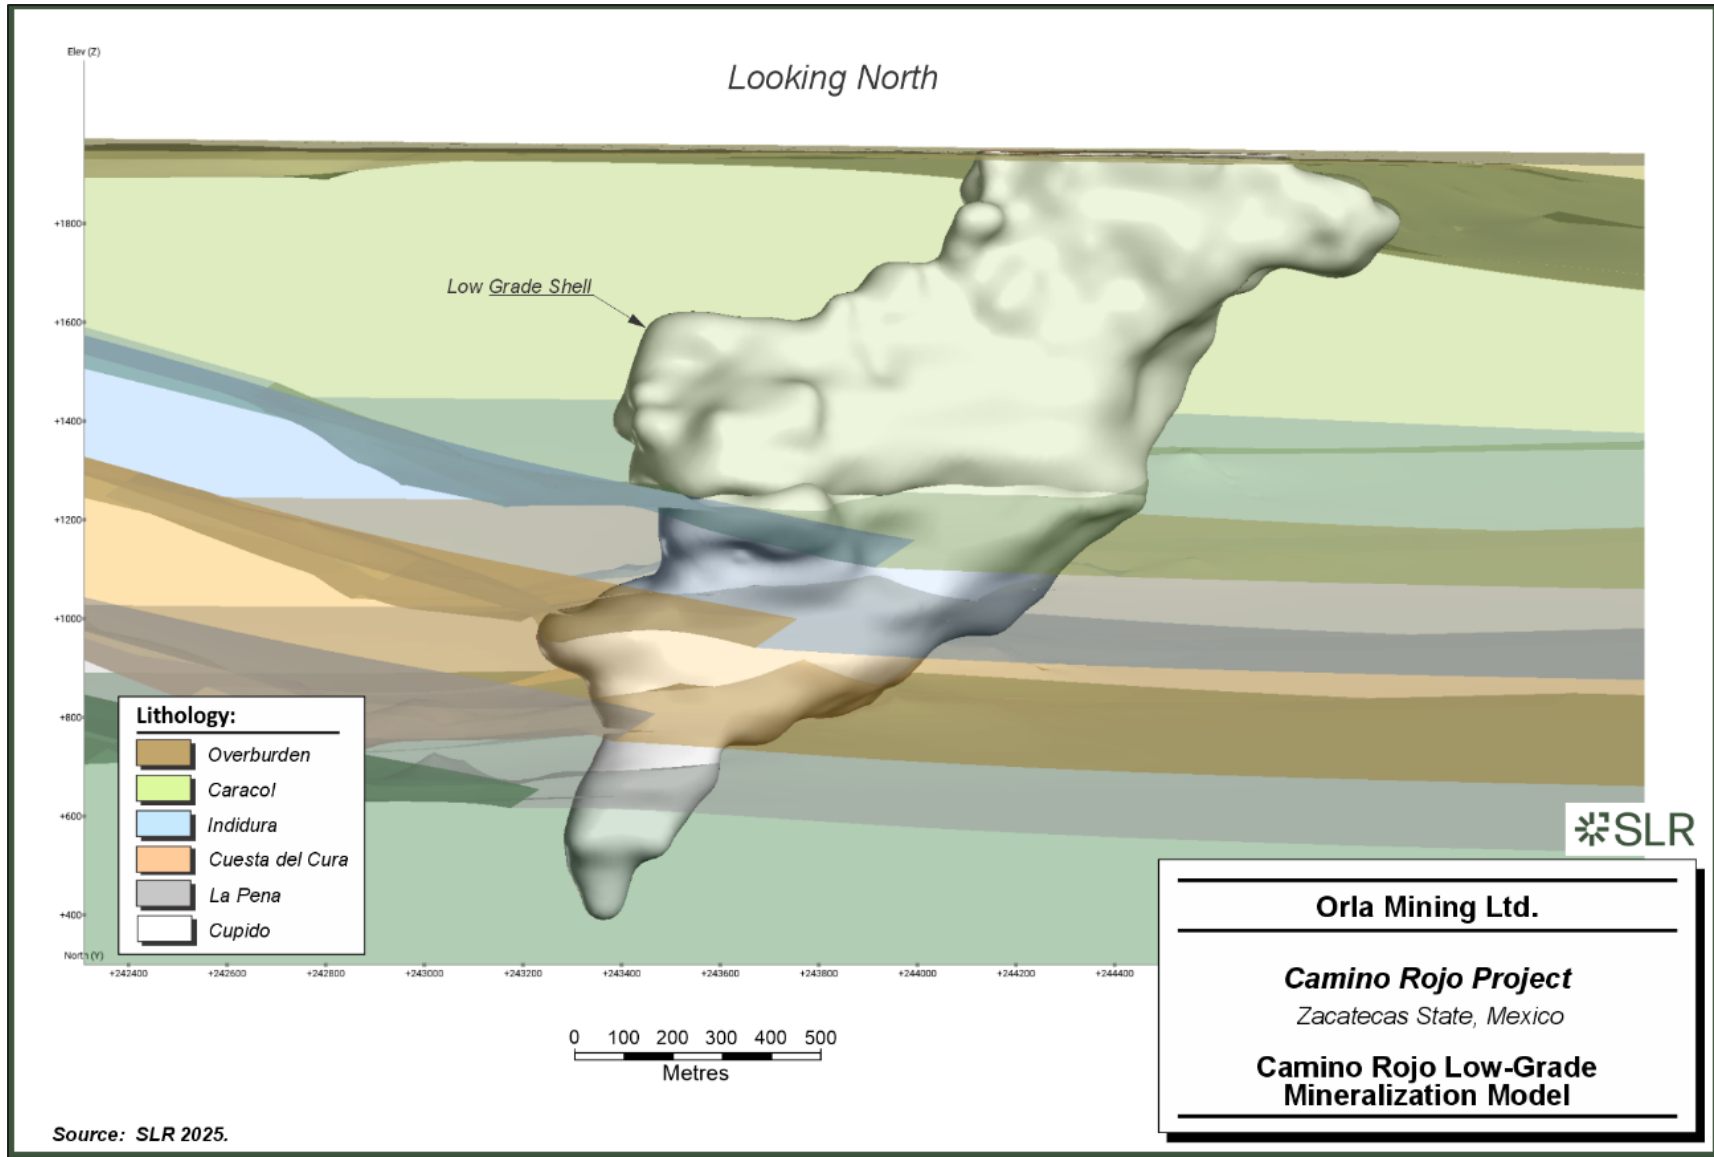 Elev (Z)
Looking North
+1800
Low Grade Shell
+1600
+1400
+1200
+1000
+800
+600
+400
Lithology:
Overburden
Caracol
Indidura
Cuesta del Cura
La Pena
Cupido
North (Y)
+242400 +242600 +242800 +243000 +243200 +243400 +243600 +243800 +244000 +244200 +244400
0 100 200 300 400 500
Metres
SLR
Orla Mining Ltd.
Camino Rojo Project
Zacatecas State, Mexico
Camino Rojo Low-Grade
Mineralization Model
Source: SLR 2025.